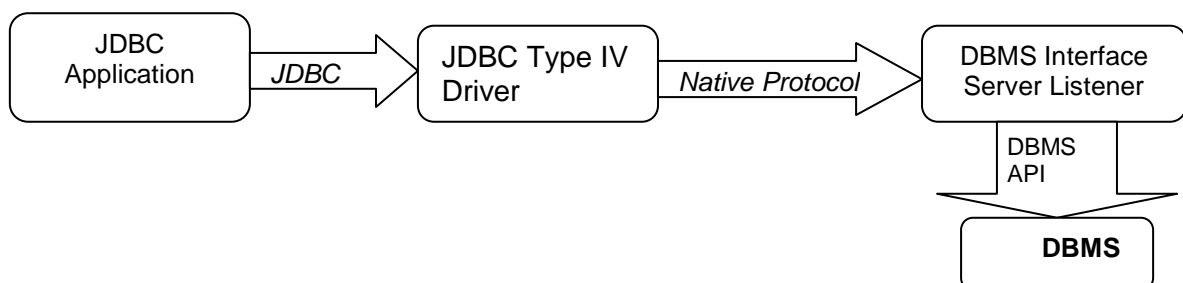 JDBC
Application
JDBC
JDBC Type IV
Driver
Native Protocol
DBMS Interface
Server Listener
DBMS
API
DBMS